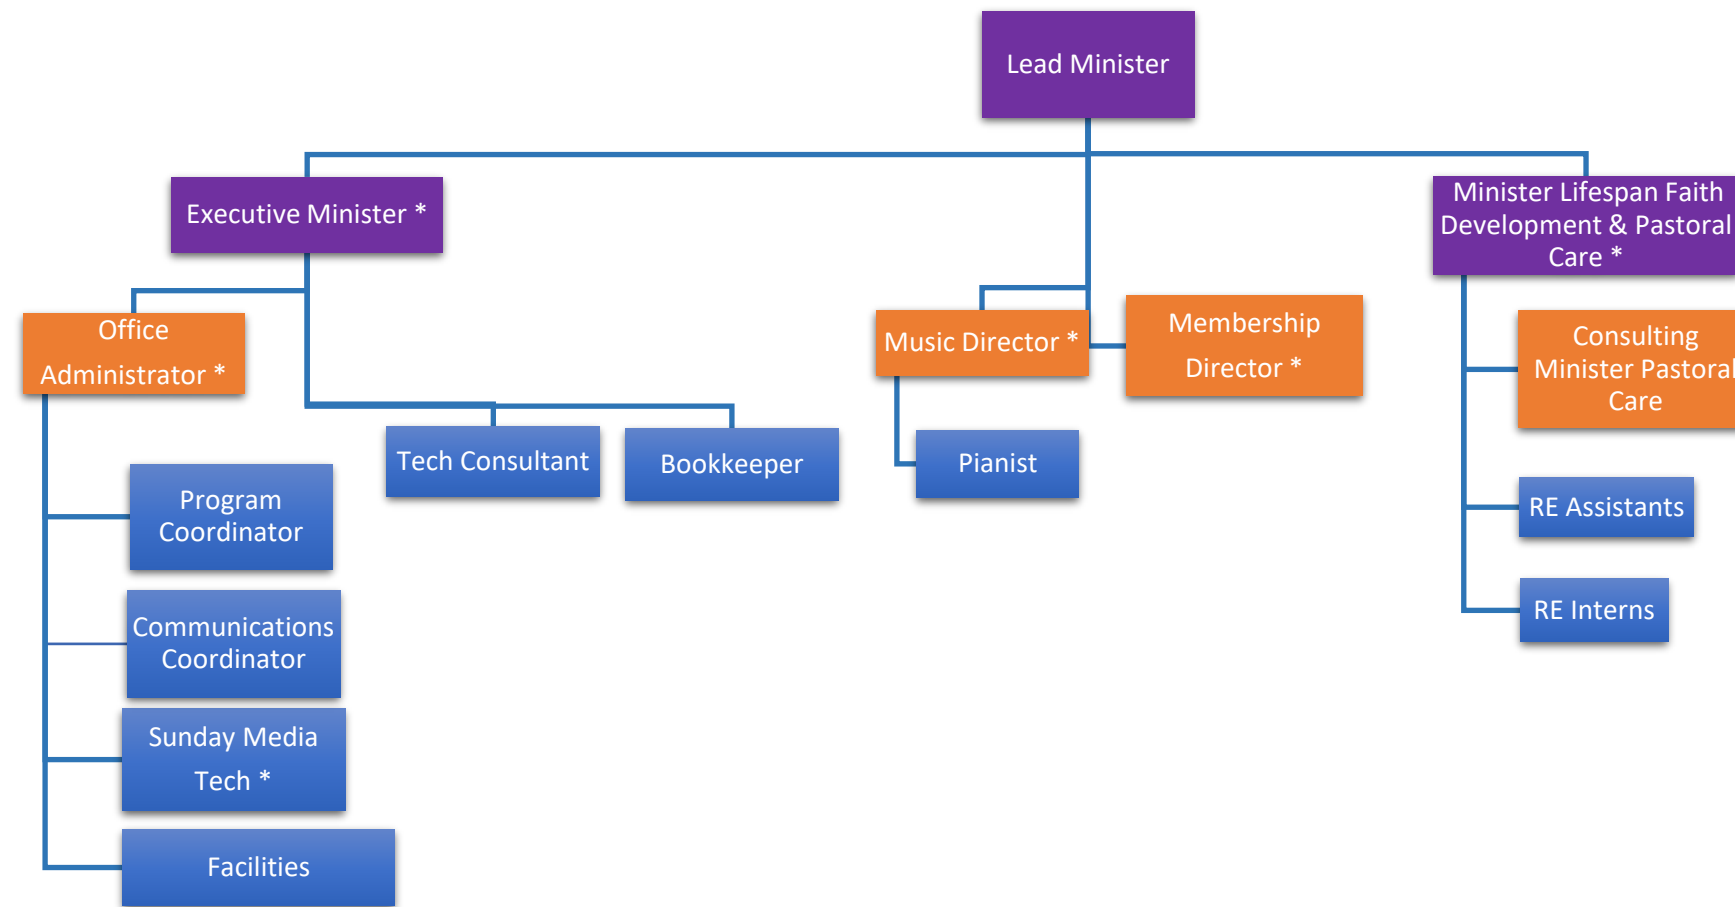 Lead Minister
Executive Minister *
Minister Lifespan Faith
Development & Pastoral
Care *
Office
Administrator *
Music Director *
Membership
Director *
Consulting
Minister Pastoral
Care
Tech Consultant
Bookkeeper
Pianist
Program
Coordinator
RE Assistants
Communications
Coordinator
RE Interns
Sunday Media
Tech *
Facilities